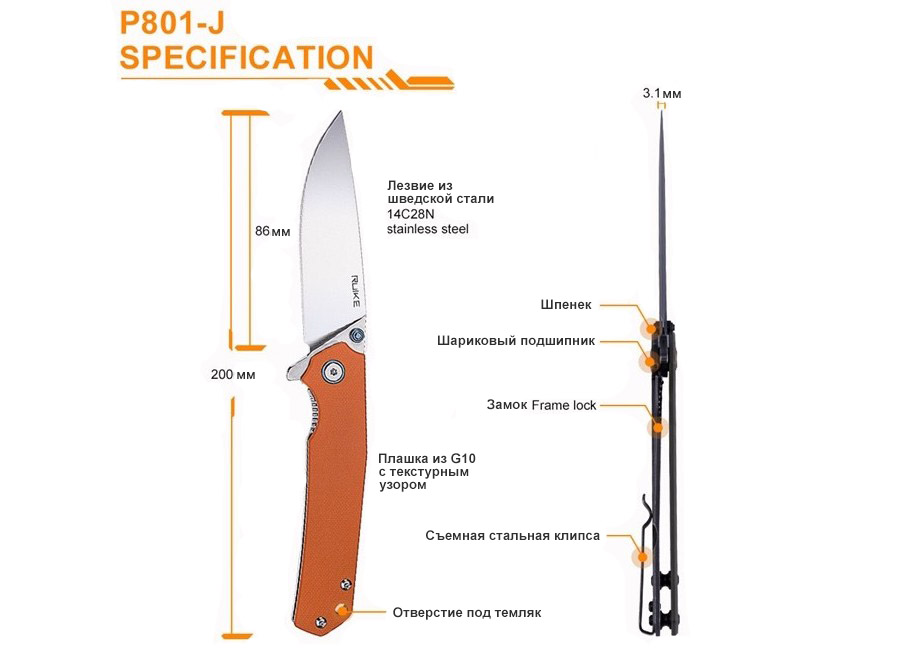 P801-J
SPECIFICATION
3.1мм
Лезвие из
шведской стали
14C28N
stainless steel
86мм
RUIKE
Шпенек
Шариковый подшипник
200 мм
Замок Frame lock
Плашка из G10
с текстурным
узором
Съемная стальная клипса
Отверстие под темляк